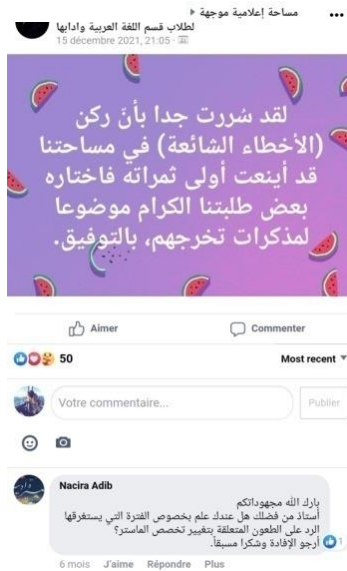 مساحة إعلامية موجهة
لطلاب قسم اللغة العربية وادابها
15 décembre 2021, 21:05
لقد سُررت جدا بأنّ ركن
(الأخطاء الشائعة) في مساحتنا
قد أينعت أولى ثمراته فاختاره
بعض طلبتنا الكرام موضوعا
لمذكرات تخرجهم، بالتوفيق.
Aimer
Commenter
50
Most recent
Votre commentaire...
Publier
Nacira Adib
بارك الله مجهوداتكم
أستاذ من فضلك هل عندك علم بخصوص الفترة التي يستغرقها
الرد على الطعون المتعلقة بتغيير تخصص الماستر؟
أرجو الإفادة وشكرا مسبقاً.
1
6 mois J'aime Répondre Plus